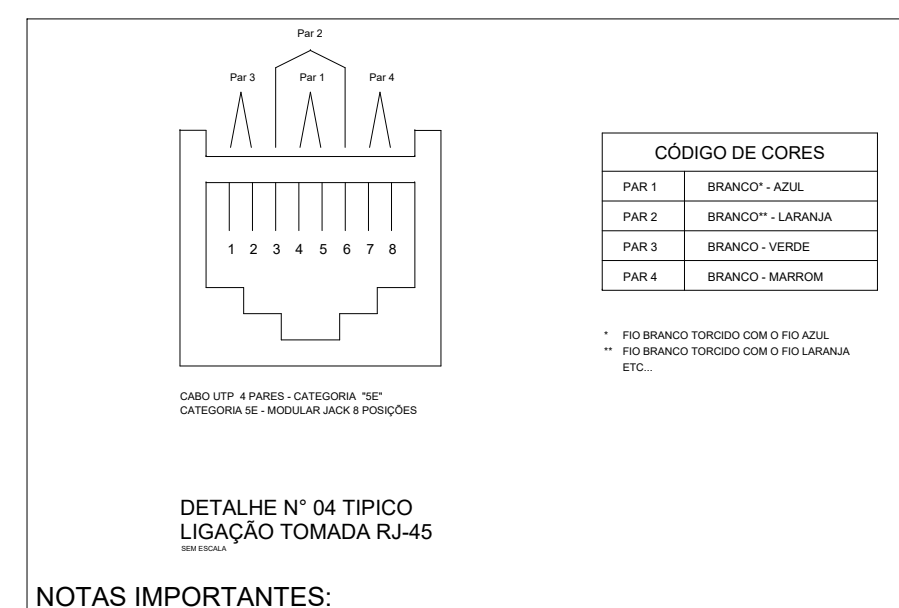 Par 2
Par 3 Par 1 Par 4
1 2 3 4 5 6 7 8
CABO UTP 4 PARES - CATEGORIA "5E"
CATEGORIA 5E - MODULAR JACK 8 POSIÇÕES
DETALHE N° 04 TIPICO
LIGAÇÃO TOMADA RJ-45
SEM ESCALA
CÓDIGO DE CORES
PAR 1 BRANCO* - AZUL
PAR 2 BRANCO** - LARANJA
PAR 3 BRANCO - VERDE
PAR 4 BRANCO - MARROM
* FIO BRANCO TORCIDO COM O FIO AZUL
** FIO BRANCO TORCIDO COM O FIO LARANJA
ETC...
NOTAS IMPORTANTES: